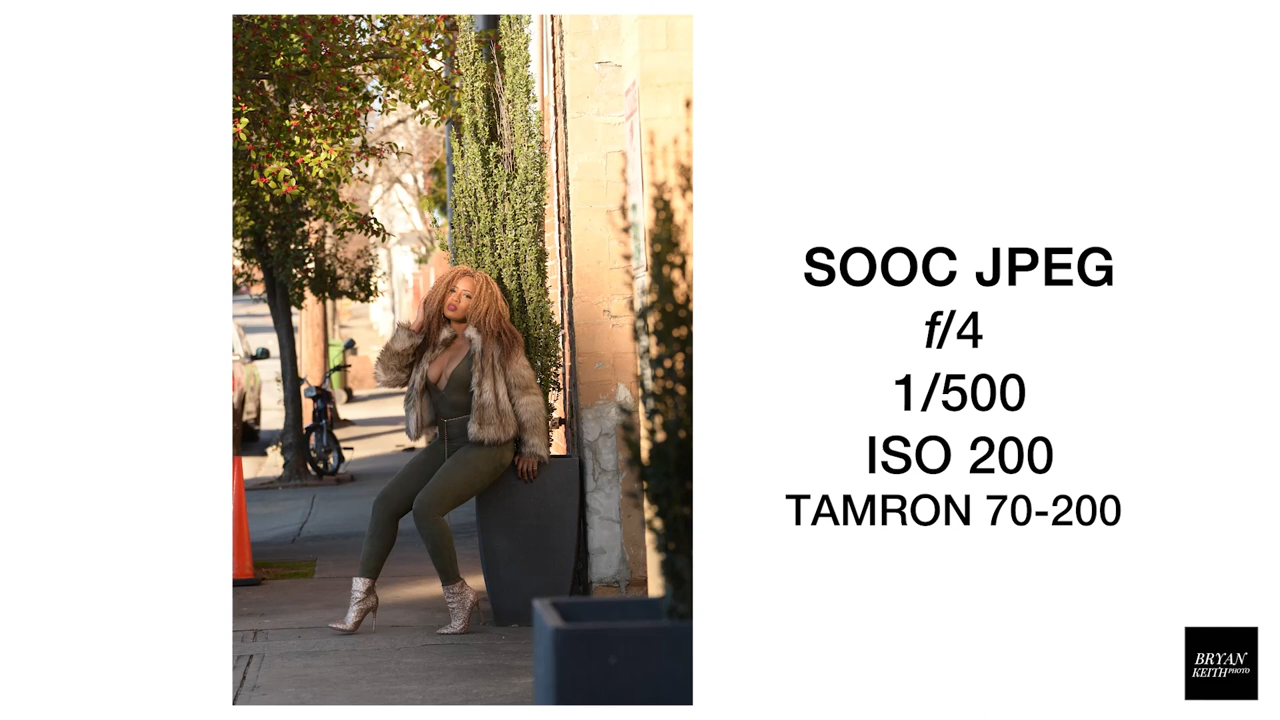 SOOC JPEG
f/4
1/500
ISO 200
TAMRON 70-200
BRYAN
KEITH PHOTO